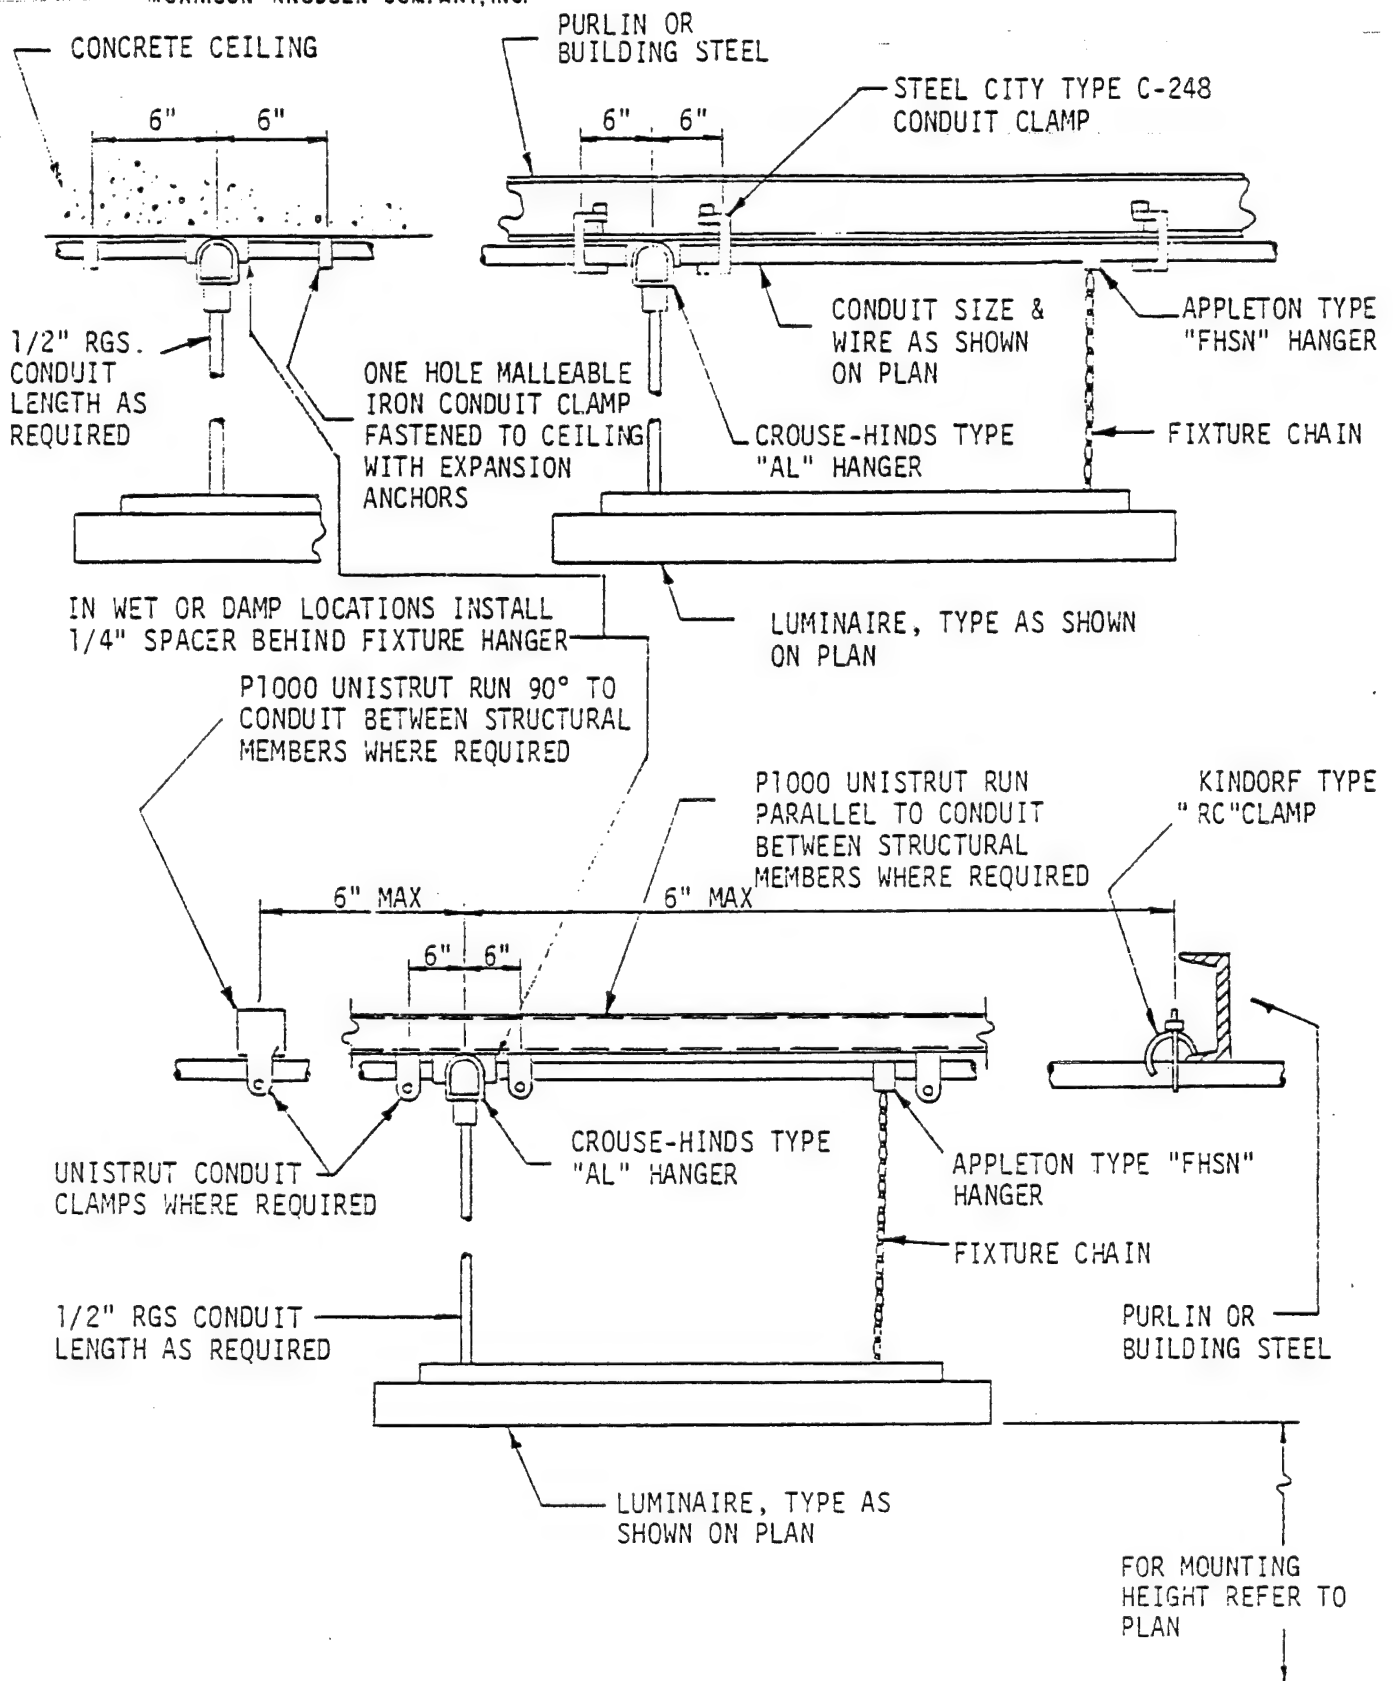 MORRISON KNUDSEN COMPANY, INC.
CONCRETE CEILING
PURLIN OR
BUILDING STEEL
STEEL CITY TYPE C-248
CONDUIT CLAMP
6" 6"
6" 6"
1/2" RGS.
CONDUIT
LENGTH AS
REQUIRED
ONE HOLE MALLEABLE
IRON CONDUIT CLAMP
FASTENED TO CEILING
WITH EXPANSION
ANCHORS
CONDUIT SIZE &
WIRE AS SHOWN
ON PLAN
APPLETON TYPE
"FHSN" HANGER
CROUSE-HINDS TYPE
"AL" HANGER
FIXTURE CHAIN
IN WET OR DAMP LOCATIONS INSTALL
1/4" SPACER BEHIND FIXTURE HANGER
LUMINAIRE, TYPE AS SHOWN
ON PLAN
P1000 UNISTRUT RUN 90° TO
CONDUIT BETWEEN STRUCTURAL
MEMBERS WHERE REQUIRED
P1000 UNISTRUT RUN
PARALLEL TO CONDUIT
BETWEEN STRUCTURAL
MEMBERS WHERE REQUIRED
KINDORF TYPE
"RC"CLAMP
6" MAX
6" MAX
6" 6"
UNISTRUT CONDUIT
CLAMPS WHERE REQUIRED
CROUSE-HINDS TYPE
"AL" HANGER
APPLETON TYPE "FHSN"
HANGER
FIXTURE CHAIN
1/2" RGS CONDUIT
LENGTH AS REQUIRED
PURLIN OR
BUILDING STEEL
LUMINAIRE, TYPE AS
SHOWN ON PLAN
FOR MOUNTING
HEIGHT REFER TO
PLAN